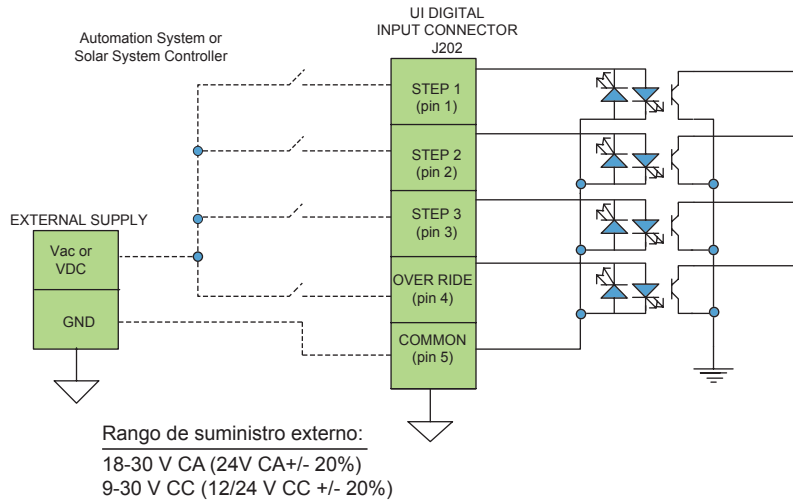 UI DIGITAL
INPUT CONNECTOR
J202
Automation System or
Solar System Controller
STEP 1
(pin 1)
STEP 2
(pin 2)
STEP 3
(pin 3)
EXTERNAL SUPPLY
Vac or
VDC
OVER RIDE
(pin 4)
GND
COMMON
(pin 5)
Rango de suministro externo:
18-30 V CA (24V CA+/- 20%)
9-30 V CC (12/24 V CC +/- 20%)